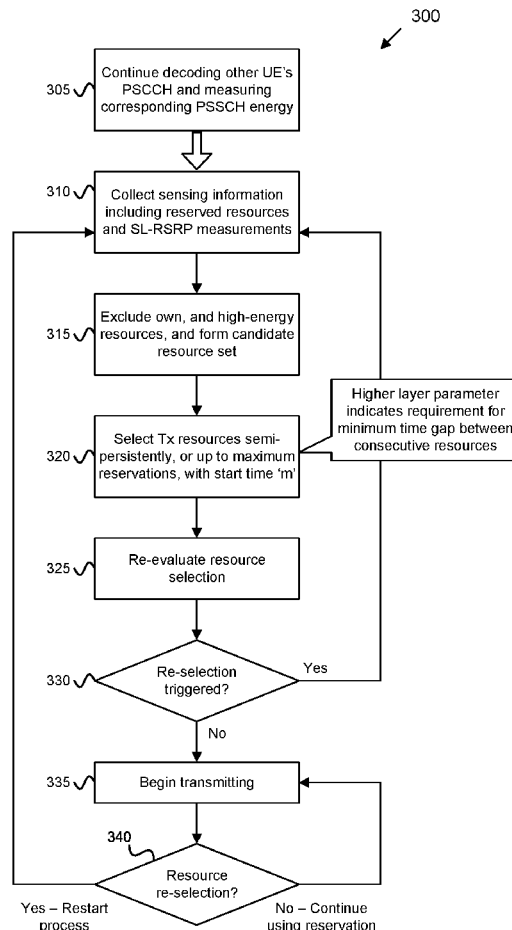 300
305
Continue decoding other UE's
PSCCH and measuring
corresponding PSSCH energy
310
Collect sensing information
including reserved resources
and SL-RSRP measurements
315
Exclude own, and high-energy
resources, and form candidate
resource set
Higher layer parameter
indicates requirement for
minimum time gap between
consecutive resources
320
Select Tx resources semi-
persistently, or up to maximum
reservations, with start time 'm'
325
Re-evaluate resource
selection
330
Re-selection
triggered?
Yes
No
335
Begin transmitting
340
Resource
re-selection?
Yes – Restart
process
No – Continue
using reservation